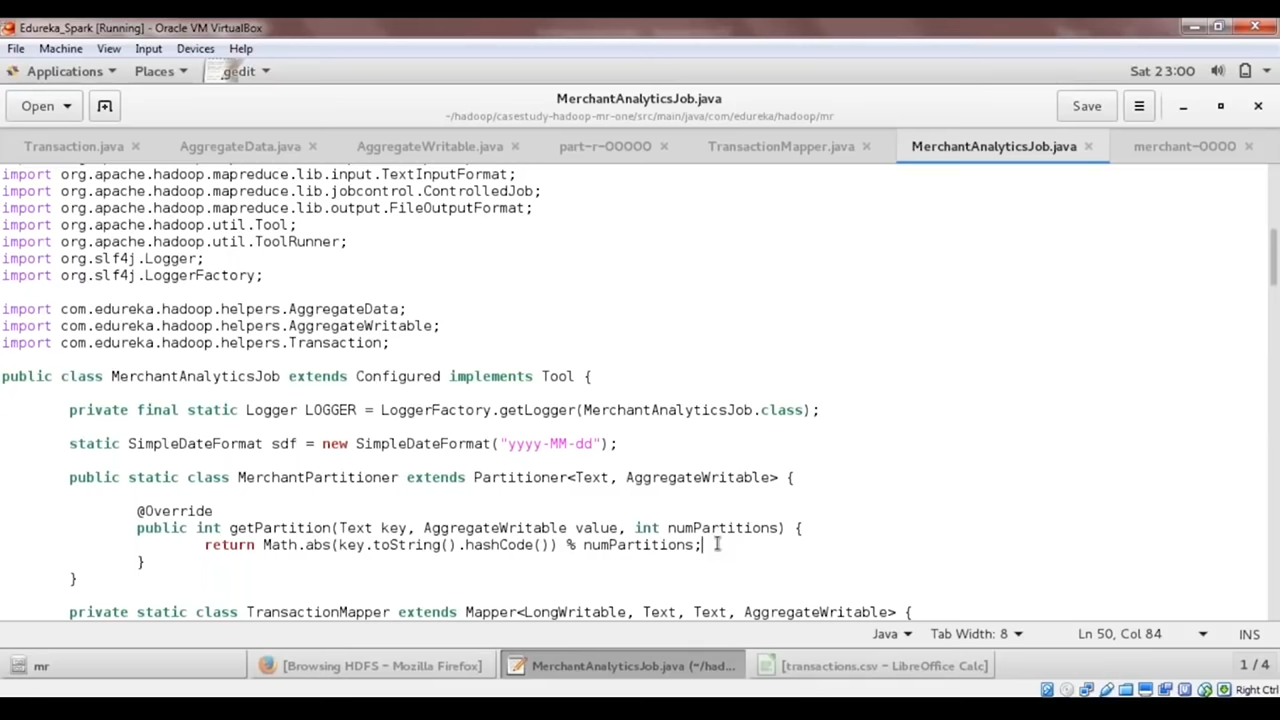 Edureka_Spark [Running] - Oracle VM VirtualBox
File Machine View Input Devices Help
Applications Places gedit Sat 23:00
Open MerchantAnalyticsJob.java Save
~/hadoop/casestudy-hadoop-mr-one/src/main/java/com/edureka/hadoop/mr
Transaction.java AggregateData.java AggregateWritable.java part-r-00000 TransactionMapper.java MerchantAnalyticsJob.java merchant-0000
import org.apache.hadoop.mapreduce.lib.input.TextInputFormat;
import org.apache.hadoop.mapreduce.lib.jobcontrol.ControlledJob;
import org.apache.hadoop.mapreduce.lib.output.FileOutputFormat;
import org.apache.hadoop.util.Tool;
import org.apache.hadoop.util.ToolRunner;
import org.slf4j.Logger;
import org.slf4j.LoggerFactory;
import com.edureka.hadoop.helpers.AggregateData;
import com.edureka.hadoop.helpers.AggregateWritable;
import com.edureka.hadoop.helpers.Transaction;
public class MerchantAnalyticsJob extends Configured implements Tool {
private final static Logger LOGGER = LoggerFactory.getLogger(MerchantAnalyticsJob.class);
static SimpleDateFormat sdf = new SimpleDateFormat("yyyy-MM-dd");
public static class MerchantPartitioner extends Partitioner<Text, AggregateWritable> {
@Override
public int getPartition(Text key, AggregateWritable value, int numPartitions) {
return Math.abs(key.toString().hashCode()) % numPartitions;
}
}
private static class TransactionMapper extends Mapper<LongWritable, Text, Text, AggregateWritable> {
Java Tab Width: 8 Ln 50, Col 84 INS
mr [Browsing HDFS - Mozilla Firefox] MerchantAnalyticsJob.java (~/had... [transactions.csv - LibreOffice Calc] 1 / 4
Right Ctrl